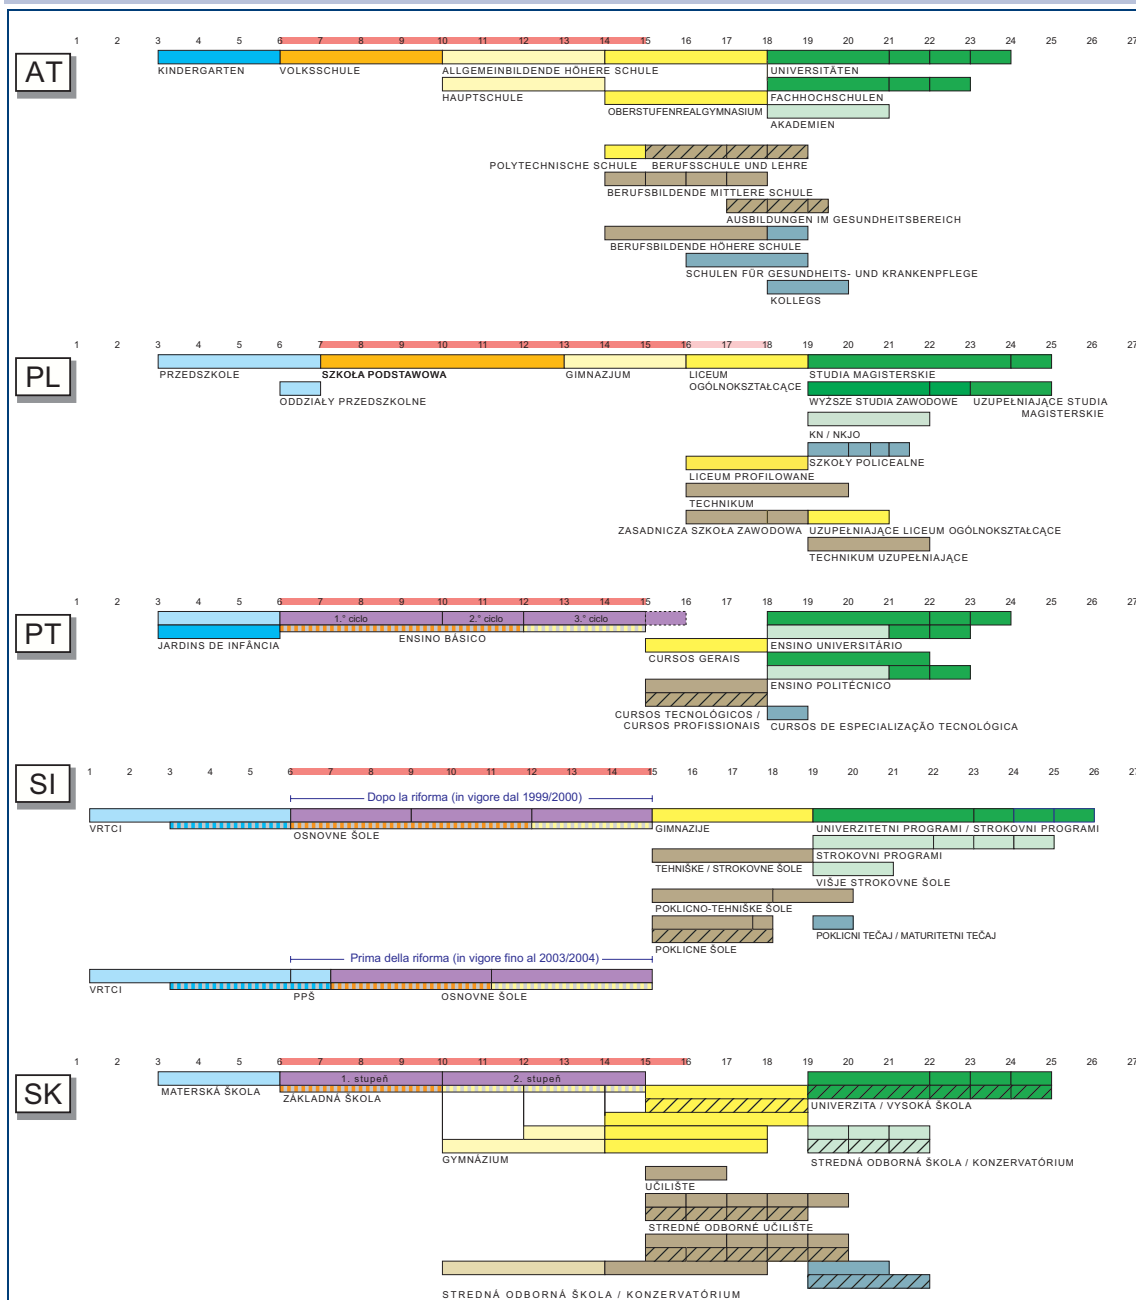 1 2 3 4 5 6 7 8 9 10 11 12 13 14 15 16 17 18 19 20 21 22 23 24 25 26 27
AT
KINDERGARTEN VOLKSSCHULE ALLGEMEINBILDENDE HÖHERE SCHULE UNIVERSITÄTEN
HAUPTSCHULE FACHHOCHSCHULEN
OBERSTUFENREALGYMNASIUM
AKADEMIEN
POLYTECHNISCHE SCHULE BERUFSSCHULE UND LEHRE
BERUFSBILDENDE MITTLERE SCHULE
AUSBILDUNGEN IM GESUNDHEITSBEREICH
BERUFSBILDENDE HÖHERE SCHULE
SCHULEN FÜR GESUNDHEITS- UND KRANKENPFLEGE
KOLLEGS
1 2 3 4 5 6 7 8 9 10 11 12 13 14 15 16 17 18 19 20 21 22 23 24 25 26 27
PL
PRZEDSZKOLE SZKOŁA PODSTAWOWA GIMNAZJUM LICEUM OGÓLNOKSZTAŁCĄCE STUDIA MAGISTERSKIE
ODDZIAŁY PRZEDSZKOLNE WYŻSZE STUDIA ZAWODOWE UZUPEŁNIAJĄCE STUDIA MAGISTERSKIE
KN / NKJO
SZKOŁY POLICEALNE
LICEUM PROFILOWANE
TECHNIKUM
ZASADNICZA SZKOŁA ZAWODOWA UZUPEŁNIAJĄCE LICEUM OGÓLNOKSZTAŁCĄCE
TECHNIKUM UZUPEŁNIAJĄCE
1 2 3 4 5 6 7 8 9 10 11 12 13 14 15 16 17 18 19 20 21 22 23 24 25 26 27
PT
1.° ciclo 2.° ciclo 3.° ciclo
JARDINS DE INFÂNCIA ENSINO BÁSICO ENSINO UNIVERSITÁRIO
CURSOS GERAIS
ENSINO POLITÉCNICO
CURSOS TECNOLÓGICOS /
CURSOS PROFISSIONAIS CURSOS DE ESPECIALIZAÇÃO TECNOLÓGICA
1 2 3 4 5 6 7 8 9 10 11 12 13 14 15 16 17 18 19 20 21 22 23 24 25 26
SI
Dopo la riforma (in vigore dal 1999/2000)
VRTCI OSNOVNE ŠOLE GIMNAZIJE UNIVERZITETNI PROGRAMI / STROKOVNI PROGRAMI
STROKOVNI PROGRAMI
TEHNIŠKE / STROKOVNE ŠOLE
VIŠJE STROKOVNE ŠOLE
POKLICNO-TEHNIŠKE ŠOLE
POKLICNI TEČAJ / MATURITETNI TEČAJ
POKLICNE ŠOLE
Prima della riforma (in vigore fino al 2003/2004)
VRTCI PPŠ OSNOVNE ŠOLE
1 2 3 4 5 6 7 8 9 10 11 12 13 14 15 16 17 18 19 20 21 22 23 24 25 26 27
SK
1. stupeň 2. stupeň
MATERSKÁ ŠKOLA ZÁKLADNÁ ŠKOLA UNIVERZITA / VYSOKÁ ŠKOLA
GYMNÁZIUM STREDNÁ ODBORNÁ ŠKOLA / KONZERVATÓRIUM
UČILIŠTE
STREDNÉ ODBORNÉ UČILIŠTE
STREDNÁ ODBORNÁ ŠKOLA / KONZERVATÓRIUM